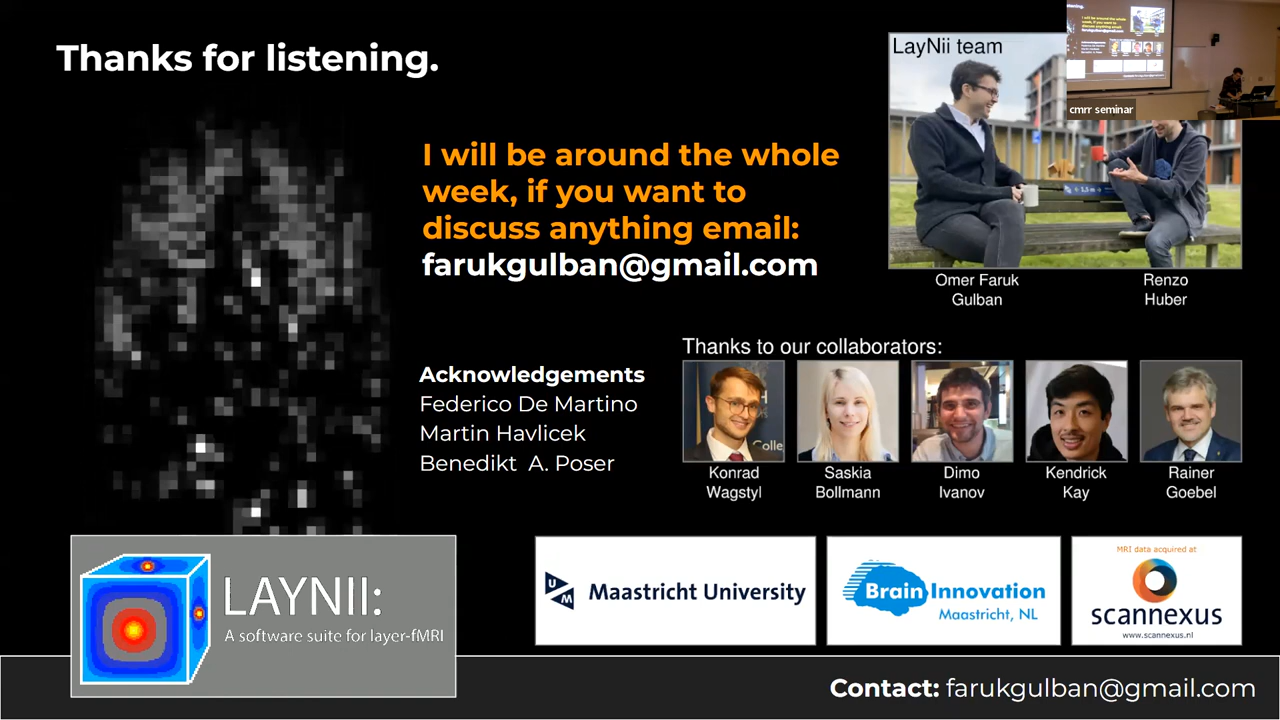 Thanks for listening.
LayNii team
cmrr seminar
I will be around the whole
week, if you want to
discuss anything email:
farukgulban@gmail.com
Omer Faruk
Gulban
Renzo
Huber
Thanks to our collaborators:
Acknowledgements
Federico De Martino
Martin Havlicek
Benedikt A. Poser
Konrad
Wagstyl
Saskia
Bollmann
Dimo
Ivanov
Kendrick
Kay
Rainer
Goebel
LAYNII:
A software suite for layer-fMRI
UM
Maastricht University
Brain Innovation
Maastricht, NL
MRI data acquired at
scannexus
www.scannexus.nl
Contact: farukgulban@gmail.com